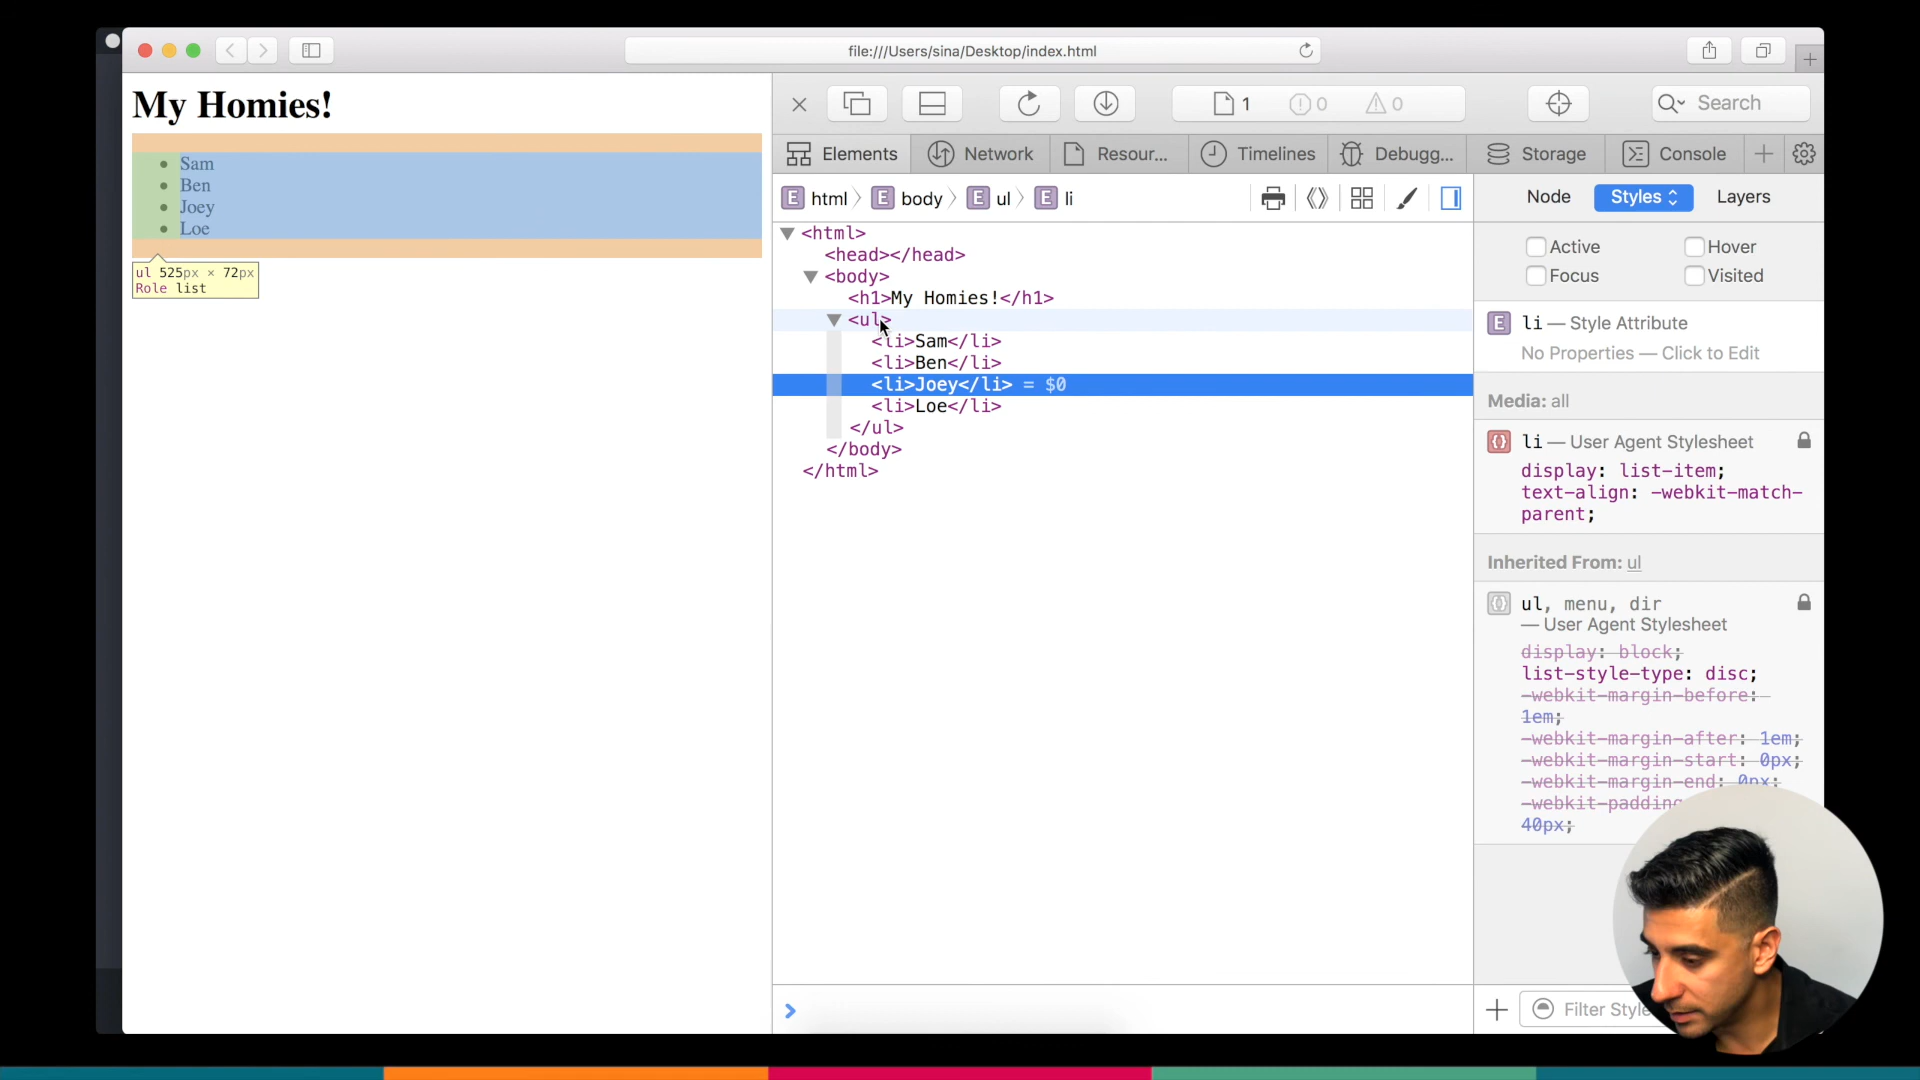 file:///Users/sina/Desktop/index.html
My Homies!
Sam
Ben
Joey
Loe
ul 525px × 72px
Role list
1
0
0
Search
Elements
Network
Resour...
Timelines
Debugg...
Storage
Console
E html
E body
E ul
E li
Node
Styles
Layers
<html>
<head></head>
<body>
<h1>My Homies!</h1>
<ul>
<li>Sam</li>
<li>Ben</li>
<li>Joey</li> = $0
<li>Loe</li>
</ul>
</body>
</html>
Active
Hover
Focus
Visited
E li — Style Attribute
No Properties — Click to Edit
Media: all
li — User Agent Stylesheet
display: list-item;
text-align: -webkit-match-
parent;
Inherited From: ul
ul, menu, dir
— User Agent Stylesheet
display: block;
list-style-type: disc;
-webkit-margin-before:
1em;
-webkit-margin-after: 1em;
-webkit-margin-start: 0px;
-webkit-margin-end: 0px;
-webkit-padding
40px;
Filter Style